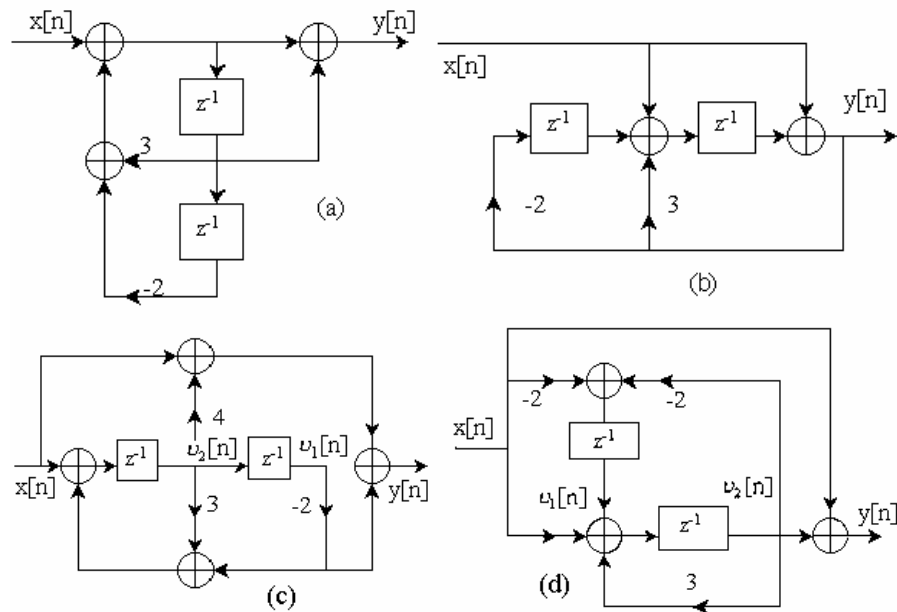 x[n]
y[n]
z⁻¹
3
z⁻¹
-2
(a)
x[n]
y[n]
z⁻¹
z⁻¹
-2
3
(b)
4
z⁻¹
υ₂[n]
z⁻¹
υ₁[n]
x[n]
3
-2
y[n]
(c)
-2
-2
x[n]
z⁻¹
υ₁[n]
υ₂[n]
z⁻¹
y[n]
3
(d)